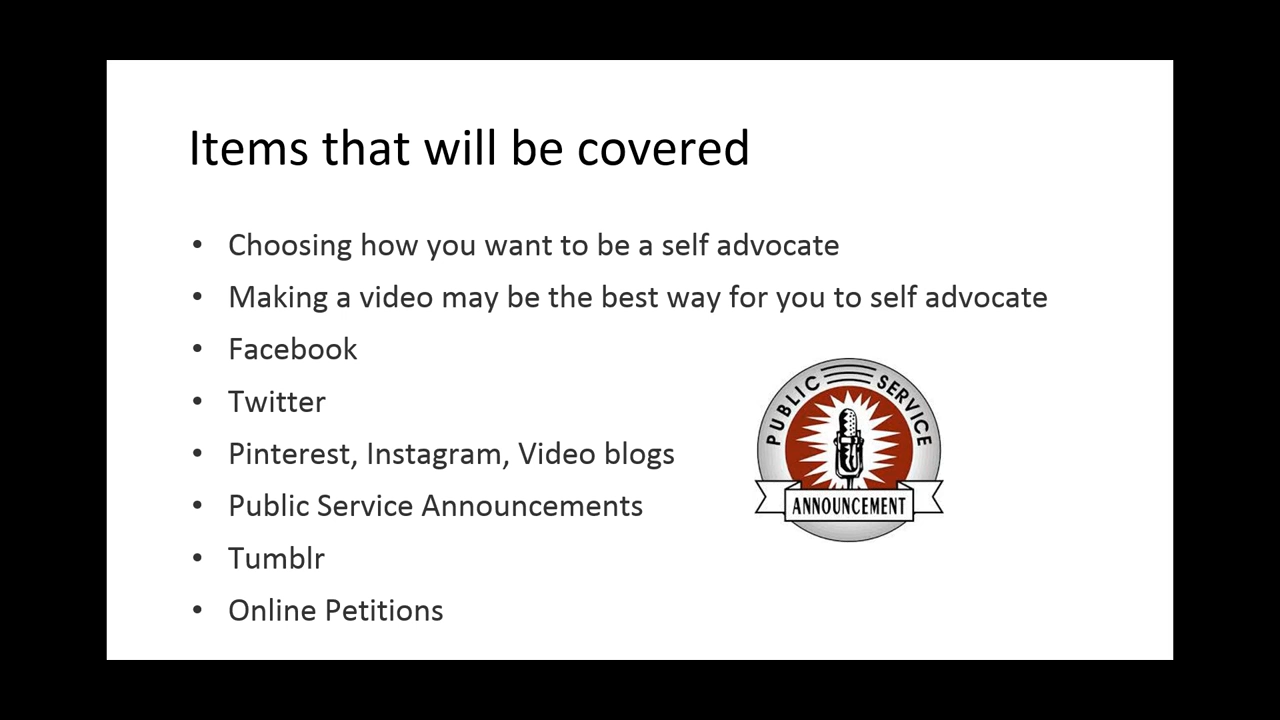 Items that will be covered
• Choosing how you want to be a self advocate
• Making a video may be the best way for you to self advocate
• Facebook
• Twitter
• Pinterest, Instagram, Video blogs
• Public Service Announcements
• Tumblr
• Online Petitions
PUBLIC SERVICE
ANNOUNCEMENT